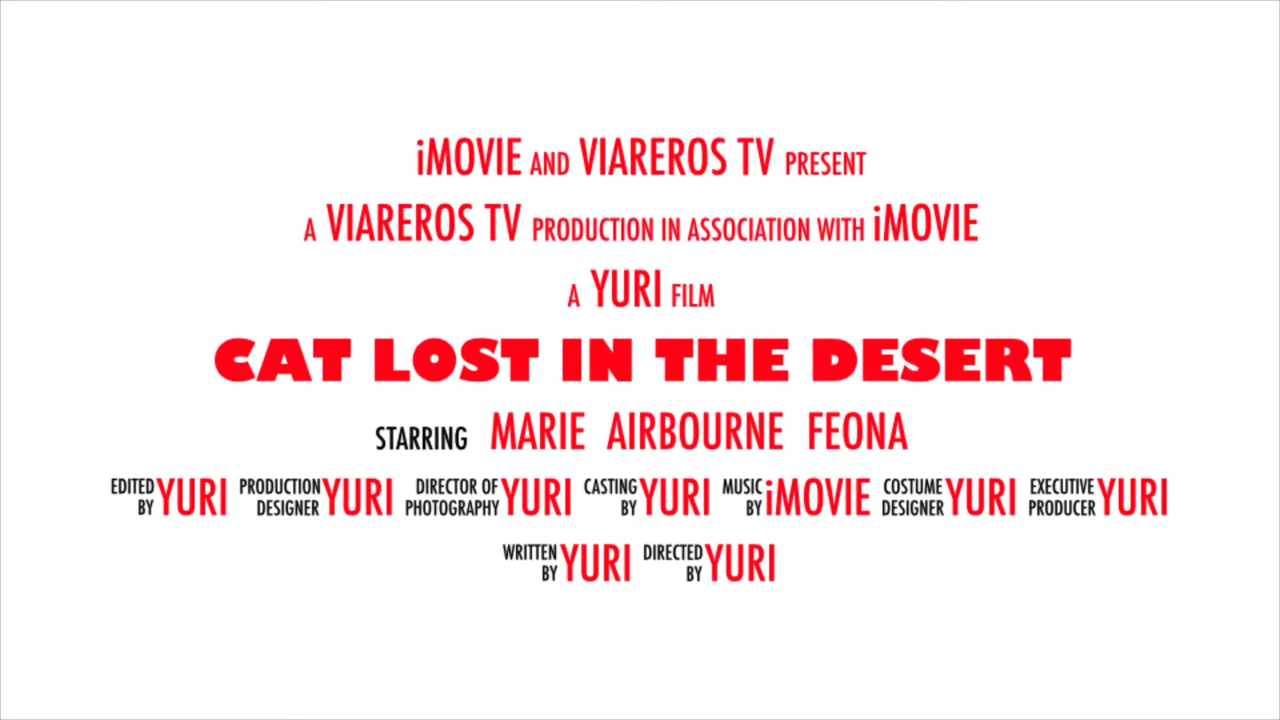 iMOVIE AND VIAREROS TV PRESENT
A VIAREROS TV PRODUCTION IN ASSOCIATION WITH iMOVIE
A YURI FILM
CAT LOST IN THE DESERT
STARRING MARIE AIRBOURNE FEONA
EDITED BY YURI PRODUCTION DESIGNER YURI DIRECTOR OF PHOTOGRAPHY YURI CASTING BY YURI MUSIC BY iMOVIE COSTUME DESIGNER YURI EXECUTIVE PRODUCER YURI
WRITTEN BY YURI DIRECTED BY YURI